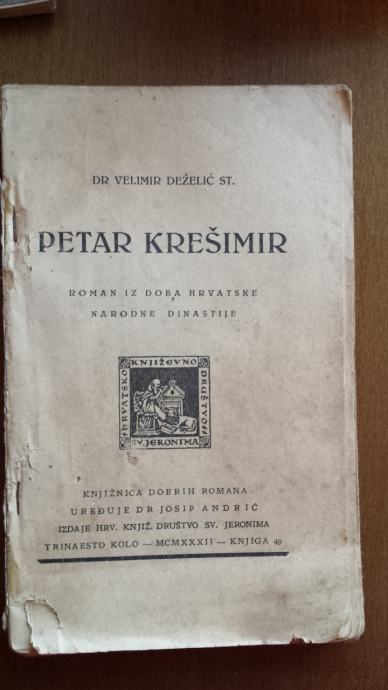 DR VELIMIR DEŽELIĆ ST.
PETAR KREŠIMIR
ROMAN IZ DOBA HRVATSKE
NARODNE DINASTIJE
HRVATSKO
KNJIŽEVNO
DRUŠTVO
SV. JERONIMA
KNJIŽNICA DOBRIH ROMANA
UREĐUJE DR JOSIP ANDRIĆ
IZDAJE HRV. KNJIŽ. DRUŠTVO SV. JERONIMA
TRINAESTO KOLO — MCMXXXII — KNJIGA 49